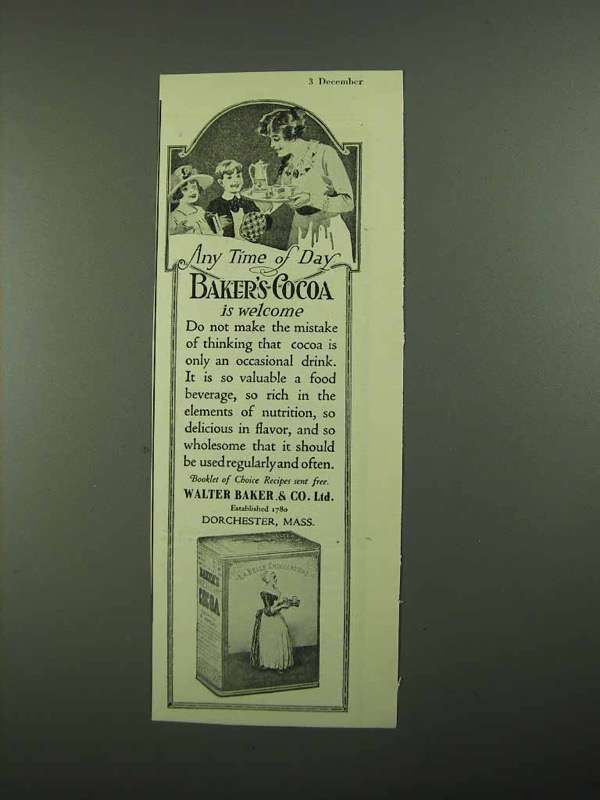 3 December
Any Time of Day
BAKER'S COCOA
is welcome
Do not make the mistake
of thinking that cocoa is
only an occasional drink.
It is so valuable a food
beverage, so rich in the
elements of nutrition, so
delicious in flavor, and so
wholesome that it should
be used regularly and often.
Booklet of Choice Recipes sent free.
WALTER BAKER & CO. Ltd.
Established 1780
DORCHESTER, MASS.
LA BELLE CHOCOLATIERE
BAKER'S
COCOA